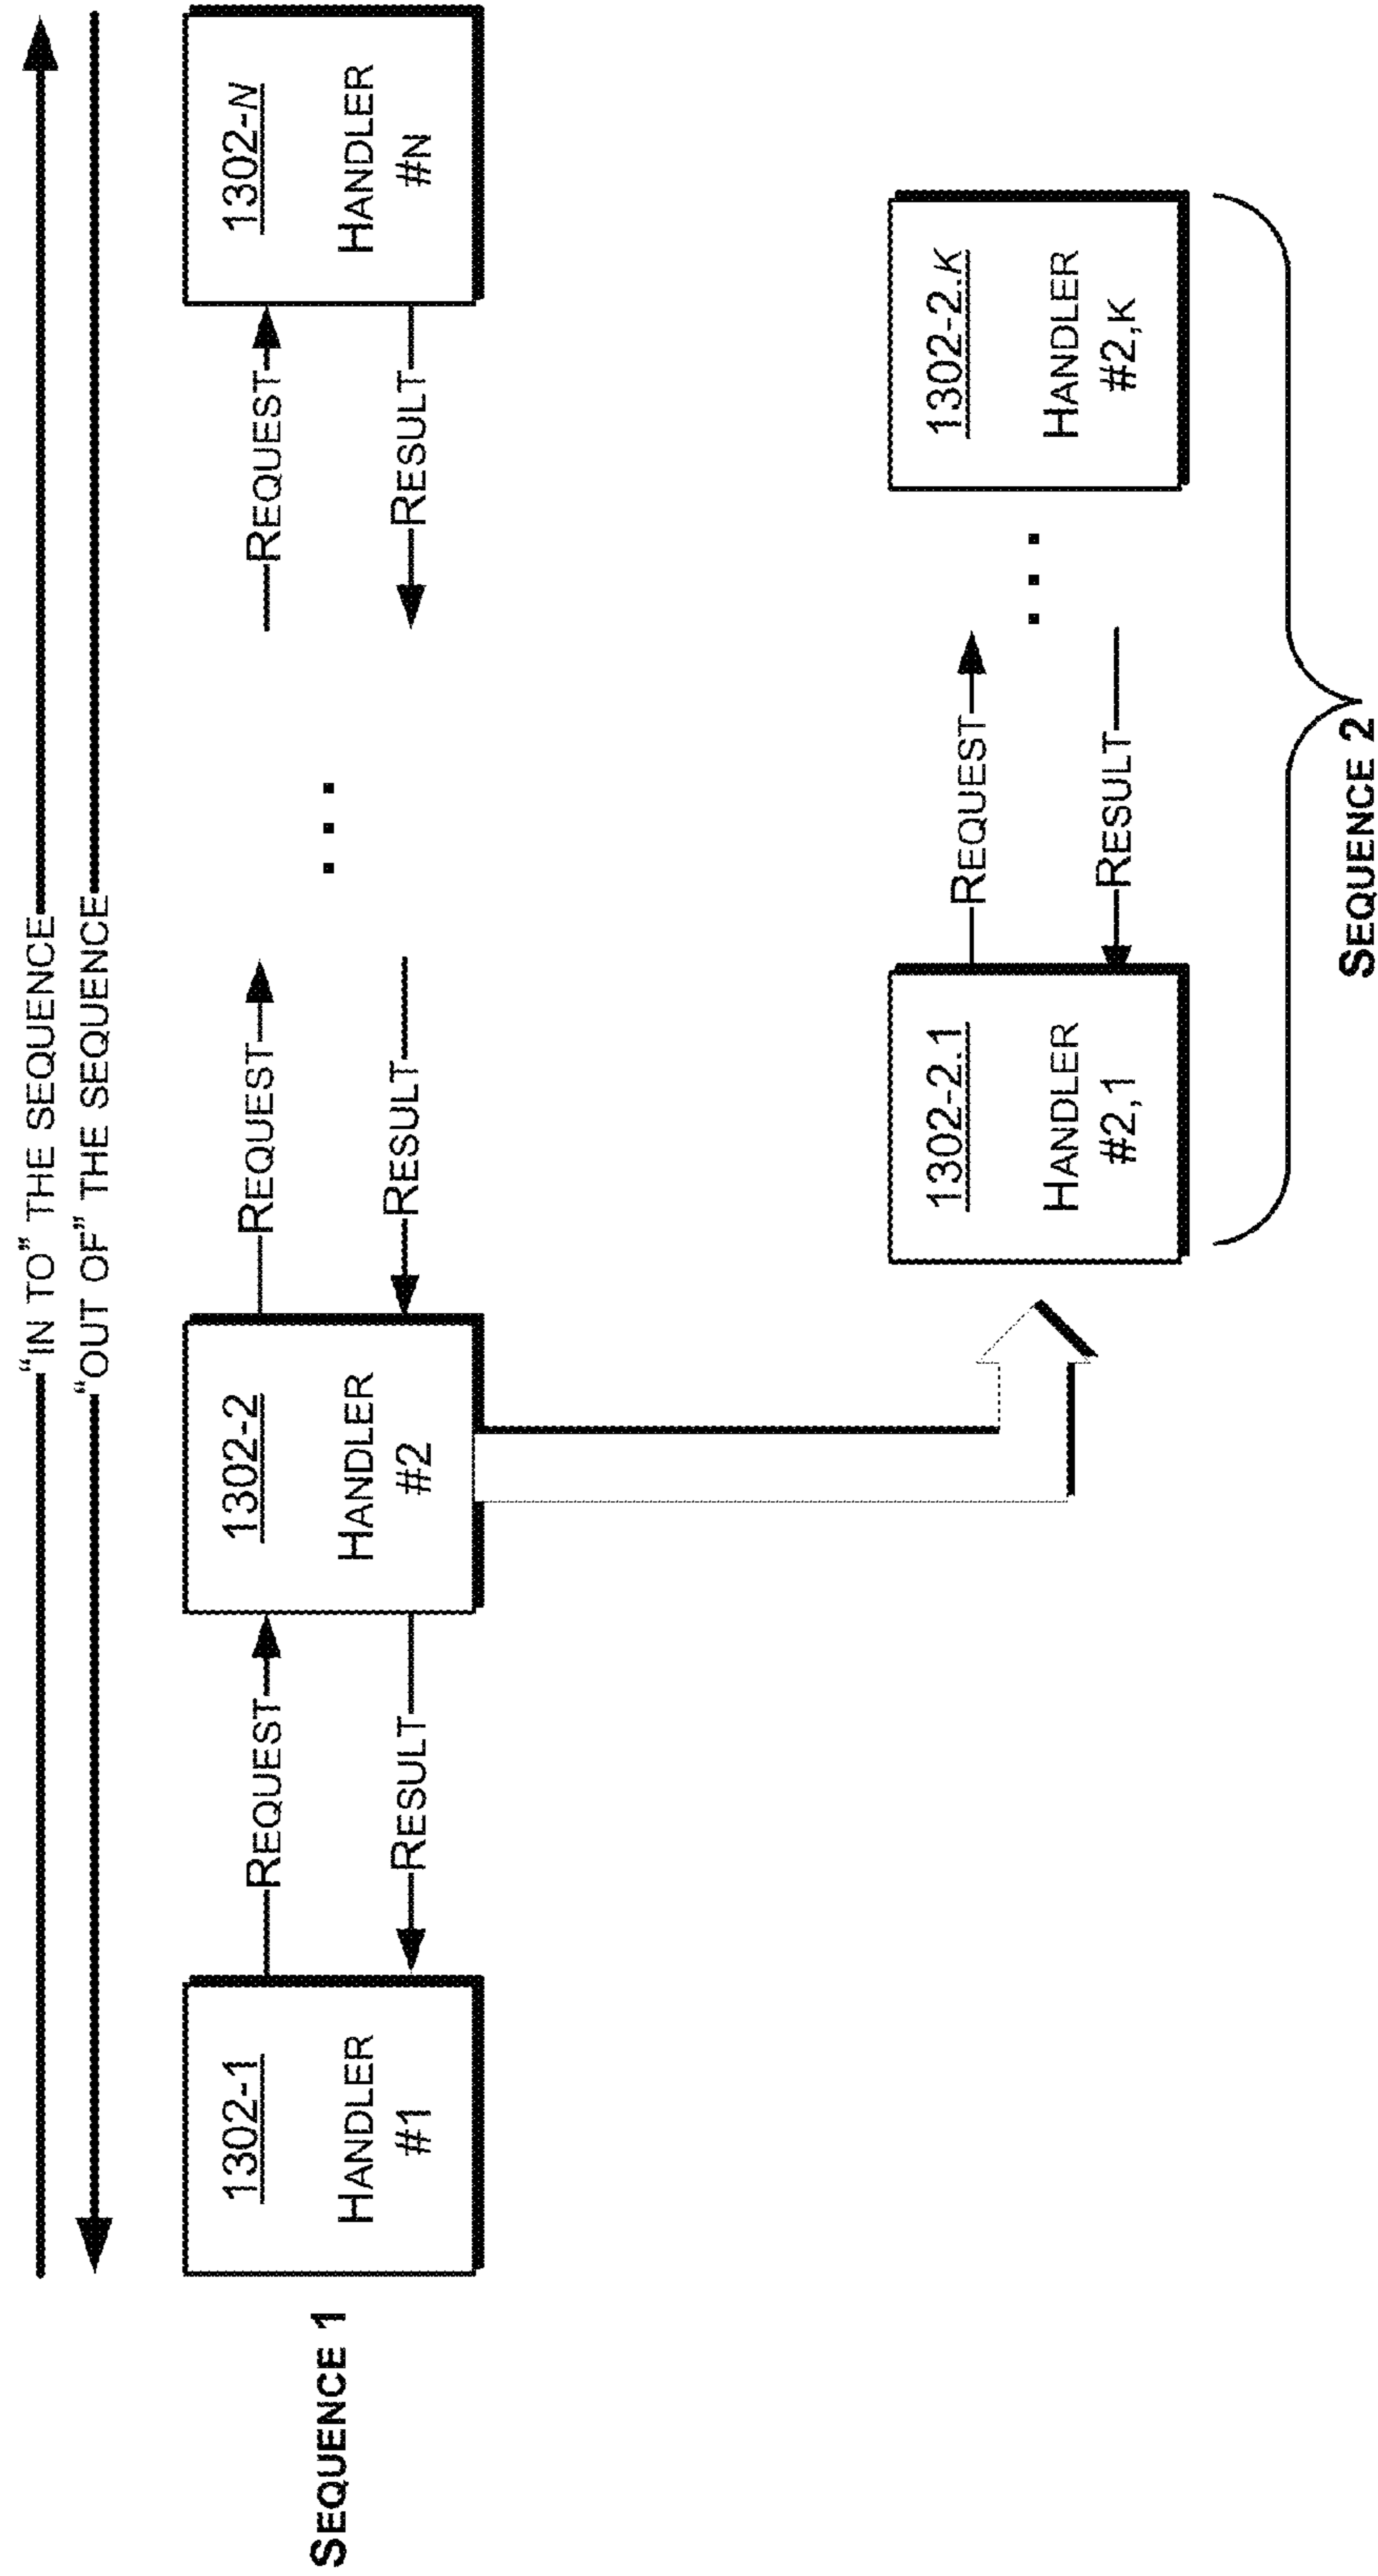 “IN TO” THE SEQUENCE
“OUT OF” THE SEQUENCE
SEQUENCE 1
1302-1
HANDLER
#1
REQUEST
RESULT
1302-2
HANDLER
#2
REQUEST
RESULT
...
REQUEST
RESULT
1302-N
HANDLER
#N
1302-2.1
HANDLER
#2,1
REQUEST
RESULT
...
1302-2.K
HANDLER
#2,K
SEQUENCE 2